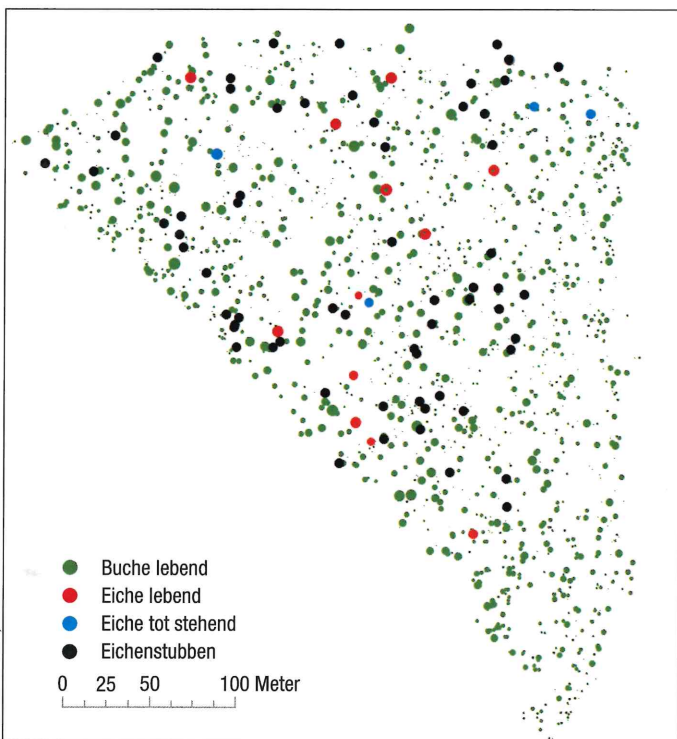 Buche lebend
Eiche lebend
Eiche tot stehend
Eichenstubben
0 25 50 100 Meter